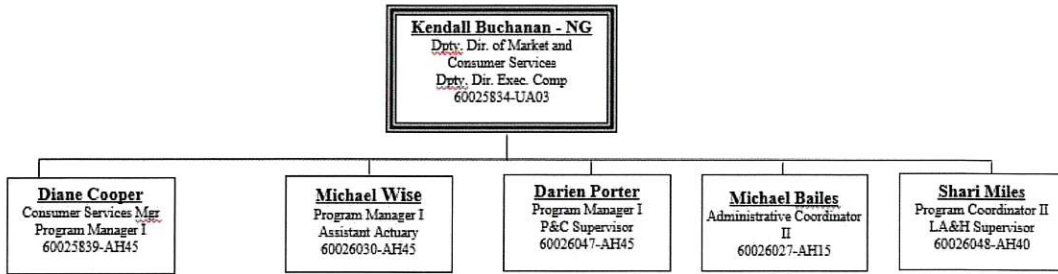 Kendall Buchanan - NG
Dpty. Dir. of Market and
Consumer Services
Dpty. Dir. Exec. Comp
60025834-UA03
Diane Cooper
Consumer Services Mgr
Program Manager I
60025839-AH45
Michael Wise
Program Manager I
Assistant Actuary
60026030-AH45
Darien Porter
Program Manager I
P&C Supervisor
60026047-AH45
Michael Bailes
Administrative Coordinator
II
60026027-AH15
Shari Miles
Program Coordinator II
LA&H Supervisor
60026048-AH40